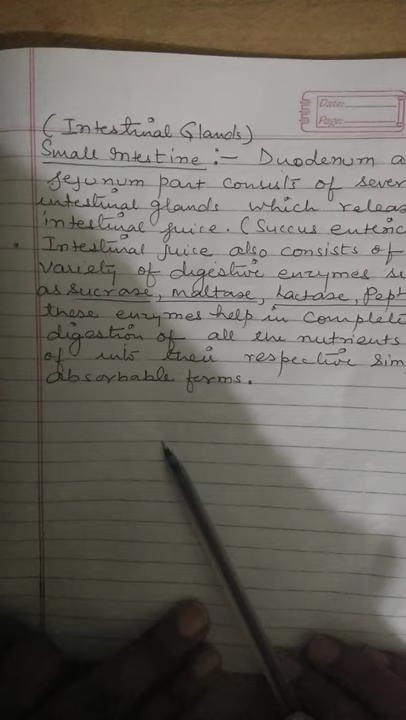 Date:
Page:
(Intestinal Glands)
Small Intestine :- Duodenum a
Jejunum part consists of sever
intestinal glands which releas
intestinal juice. (Succus enteric
Intestinal juice also consists of
variety of digestive enzymes su
as sucrase, maltase, Lactase, Pept
these enzymes help in complete
digestion of all the nutrients
of into their respective sim
absorbable forms.